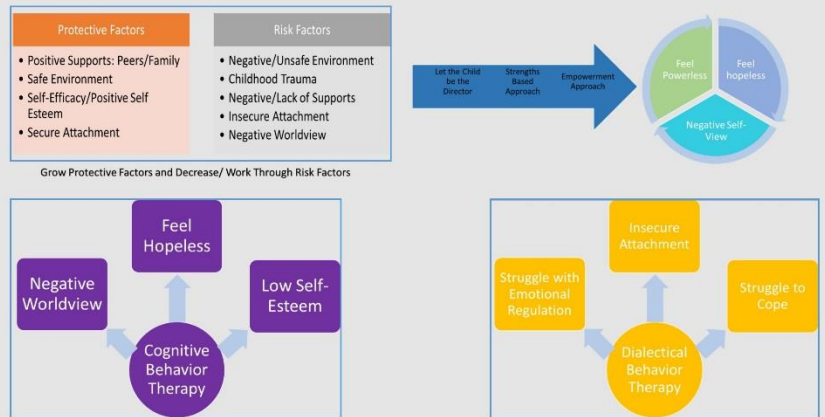 Protective Factors
• Positive Supports: Peers/Family
• Safe Environment
• Self-Efficacy/Positive Self
Esteem
• Secure Attachment
Risk Factors
• Negative/Unsafe Environment
• Childhood Trauma
• Negative/Lack of Supports
• Insecure Attachment
• Negative Worldview
Grow Protective Factors and Decrease/ Work Through Risk Factors
Let the Child
be the
Director
Strengths
Based
Approach
Empowerment
Approach
Feel
Powerless
Feel
hopeless
Negative Self-
View
Feel
Hopeless
Negative
Worldview
Low Self-
Esteem
Cognitive
Behavior
Therapy
Insecure
Attachment
Struggle with
Emotional
Regulation
Struggle to
Cope
Dialectical
Behavior
Therapy